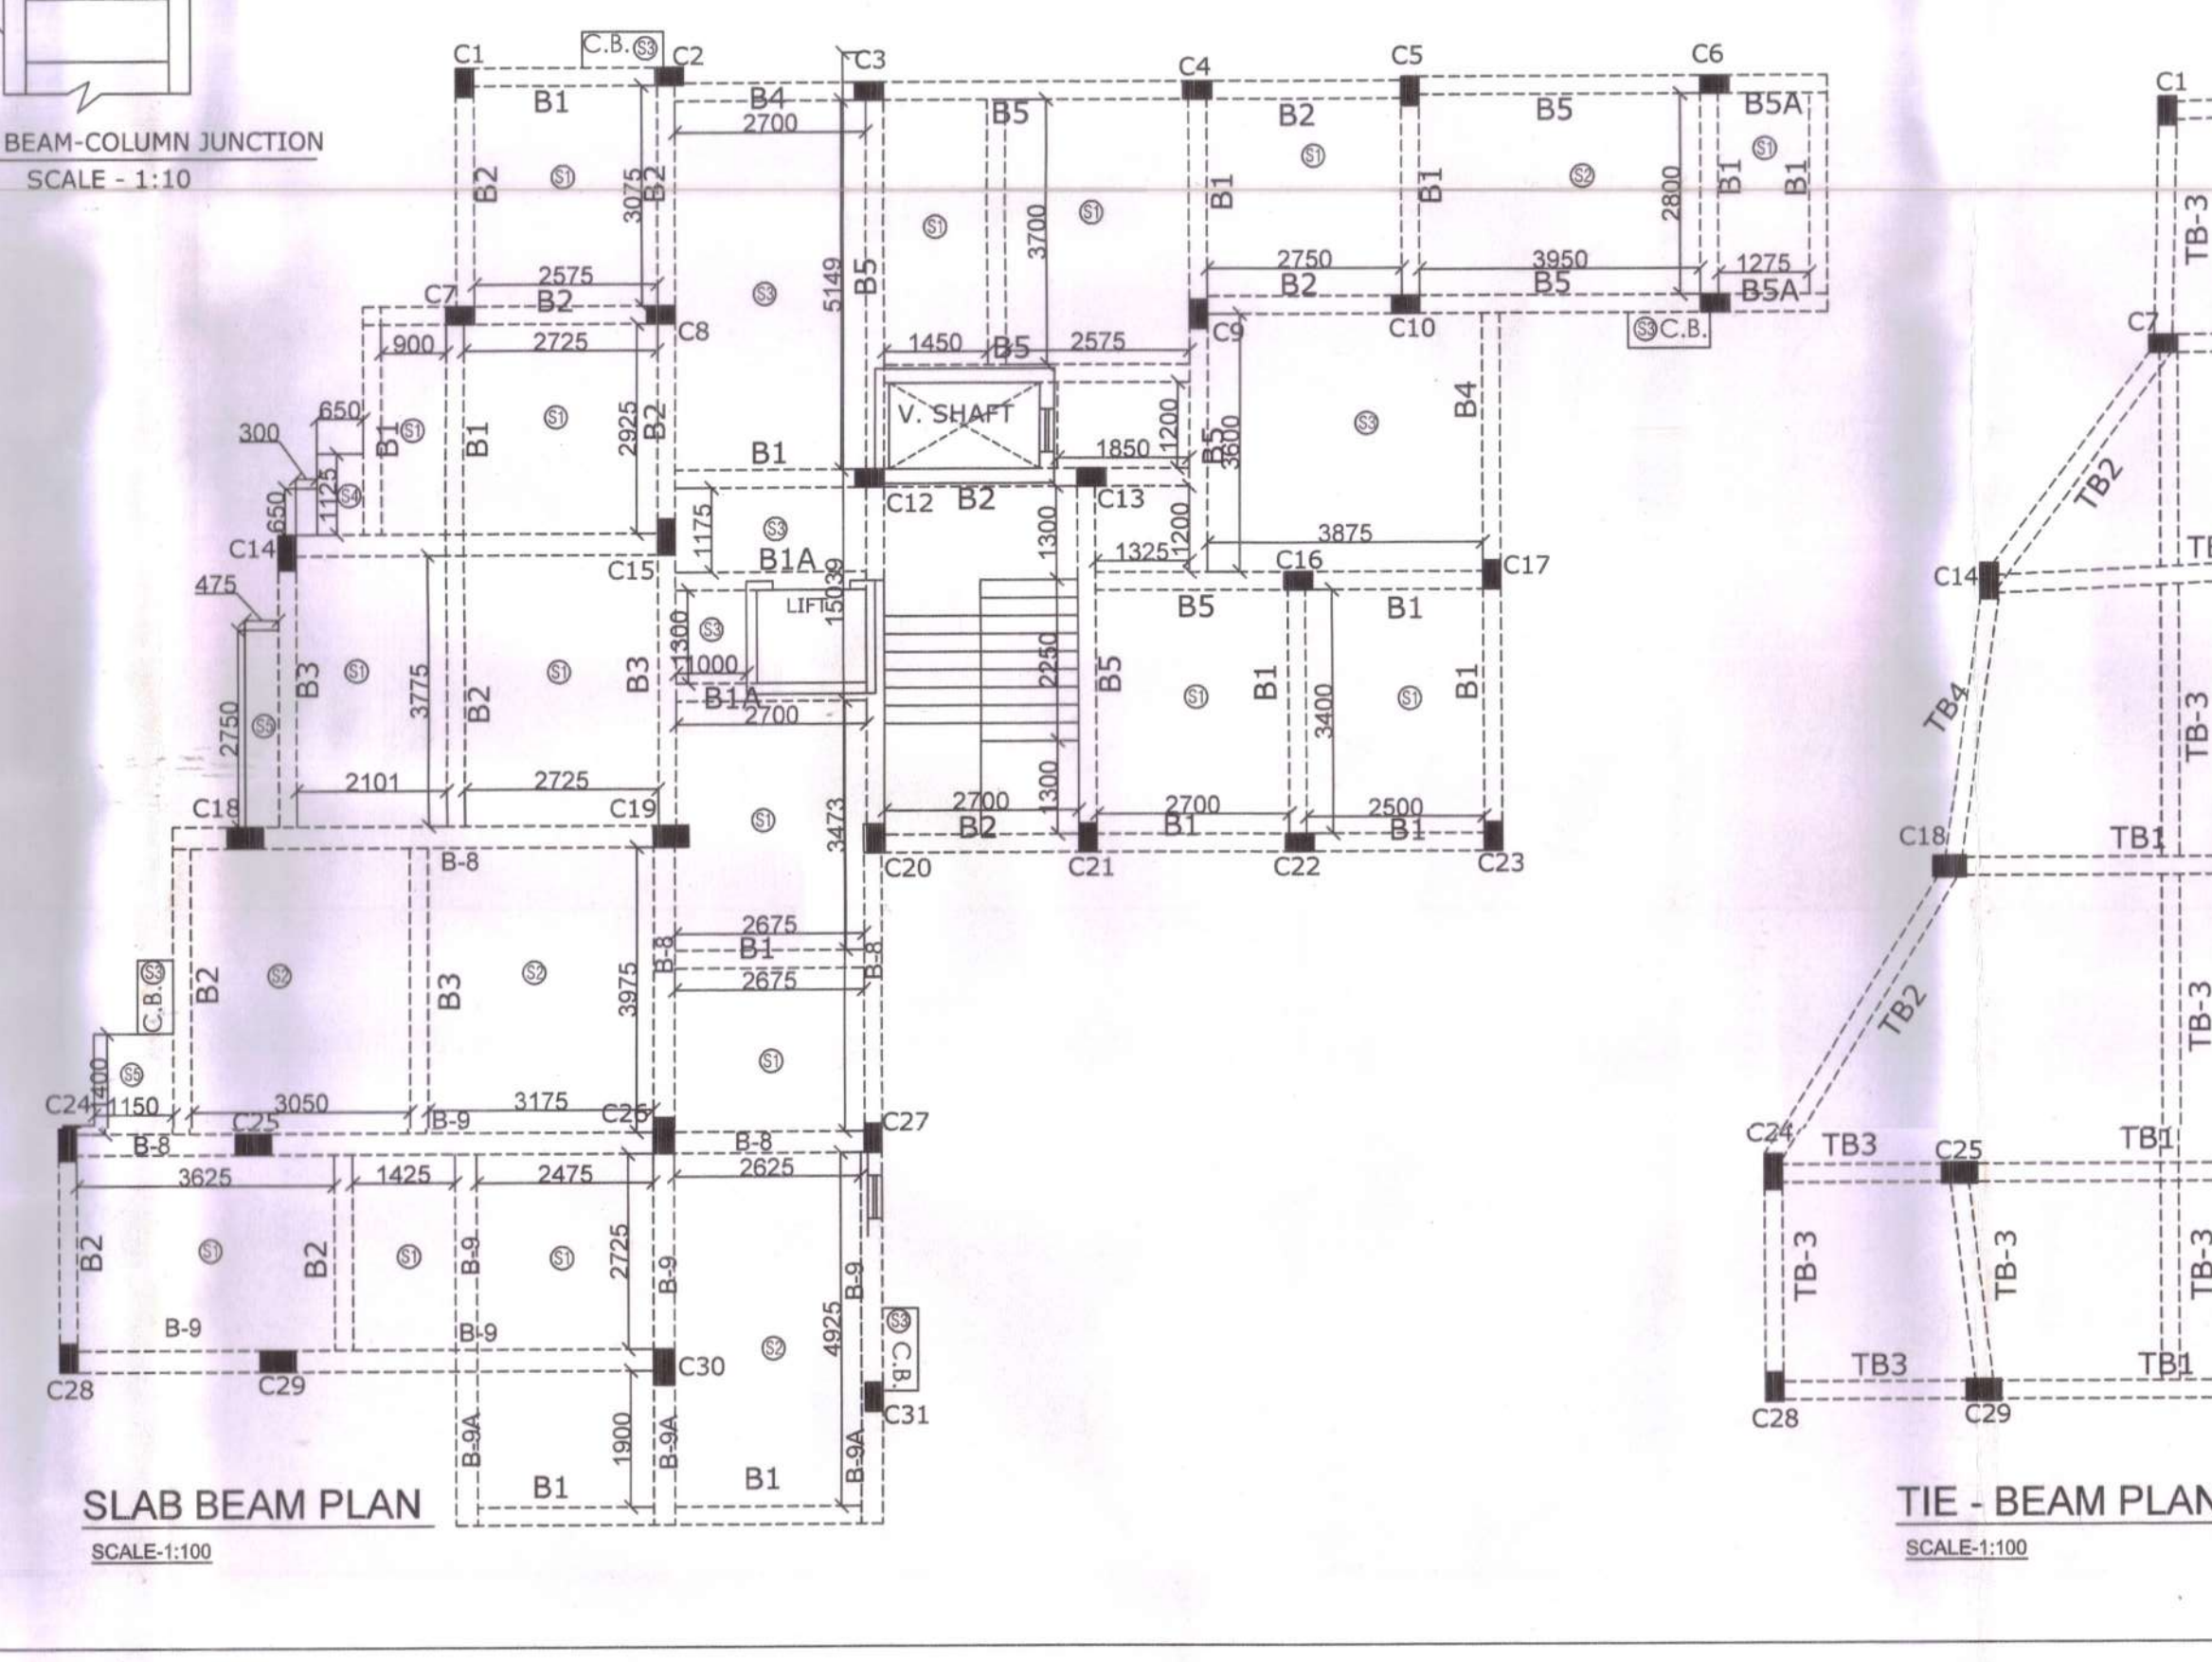 BEAM-COLUMN JUNCTION
SCALE - 1:10
C.B. S3
C1
C2
C3
C4
C5
C6
B1
B4
2700
B5
B2
B5
B5A
B2
S1
3075
B2
S3
5149
B5
S1
3700
S1
B1
S1
B1
S2
2800
B1
S1
B1
2575
2750
3950
1275
C7
B2
C8
B2
B5
B5A
C9
C10
S3 C.B.
900
2725
1450
B5
2575
650
300
B1
S1
B1
S1
2925
B2
V. SHAFT
1200
B5
3600
S3
B4
650
1125
S4
B1
1850
C12
B2
C13
C14
1175
S3
1300
1200
3875
C15
B1A
1325
C16
C17
475
LIFT
15039
B5
B1
1300
S3
1000
B1A
2700
2250
B5
S1
B1
3400
S1
B1
2750
S5
B3
S1
3775
B2
S1
B3
2101
2725
S1
3473
2700
1300
2700
2500
C18
C19
B2
B1
B1
B-8
C20
C21
C22
C23
2675
B-8
B1
B-8
2675
C.B. S3
B2
S2
B3
S2
3975
S1
1400
S5
1150
3050
3175
C24
C25
B-9
C26
C27
B-8
B-8
3625
1425
2475
2625
B2
S1
B2
S1
B-9
S1
2725
B-9
B-9
B-9
B-9
4925
S2
S3 C.B.
C28
C29
C30
C31
B-9A
1900
B-9A
B-9A
B1
B1
SLAB BEAM PLAN
SCALE-1:100
C1
TB-3
C7
TB2
C14
TB4
TB-3
C18
TB1
TB2
TB-3
C24
TB3
C25
TB1
TB-3
TB-3
TB-3
TB3
TB1
C28
C29
TIE - BEAM PLAN
SCALE-1:100